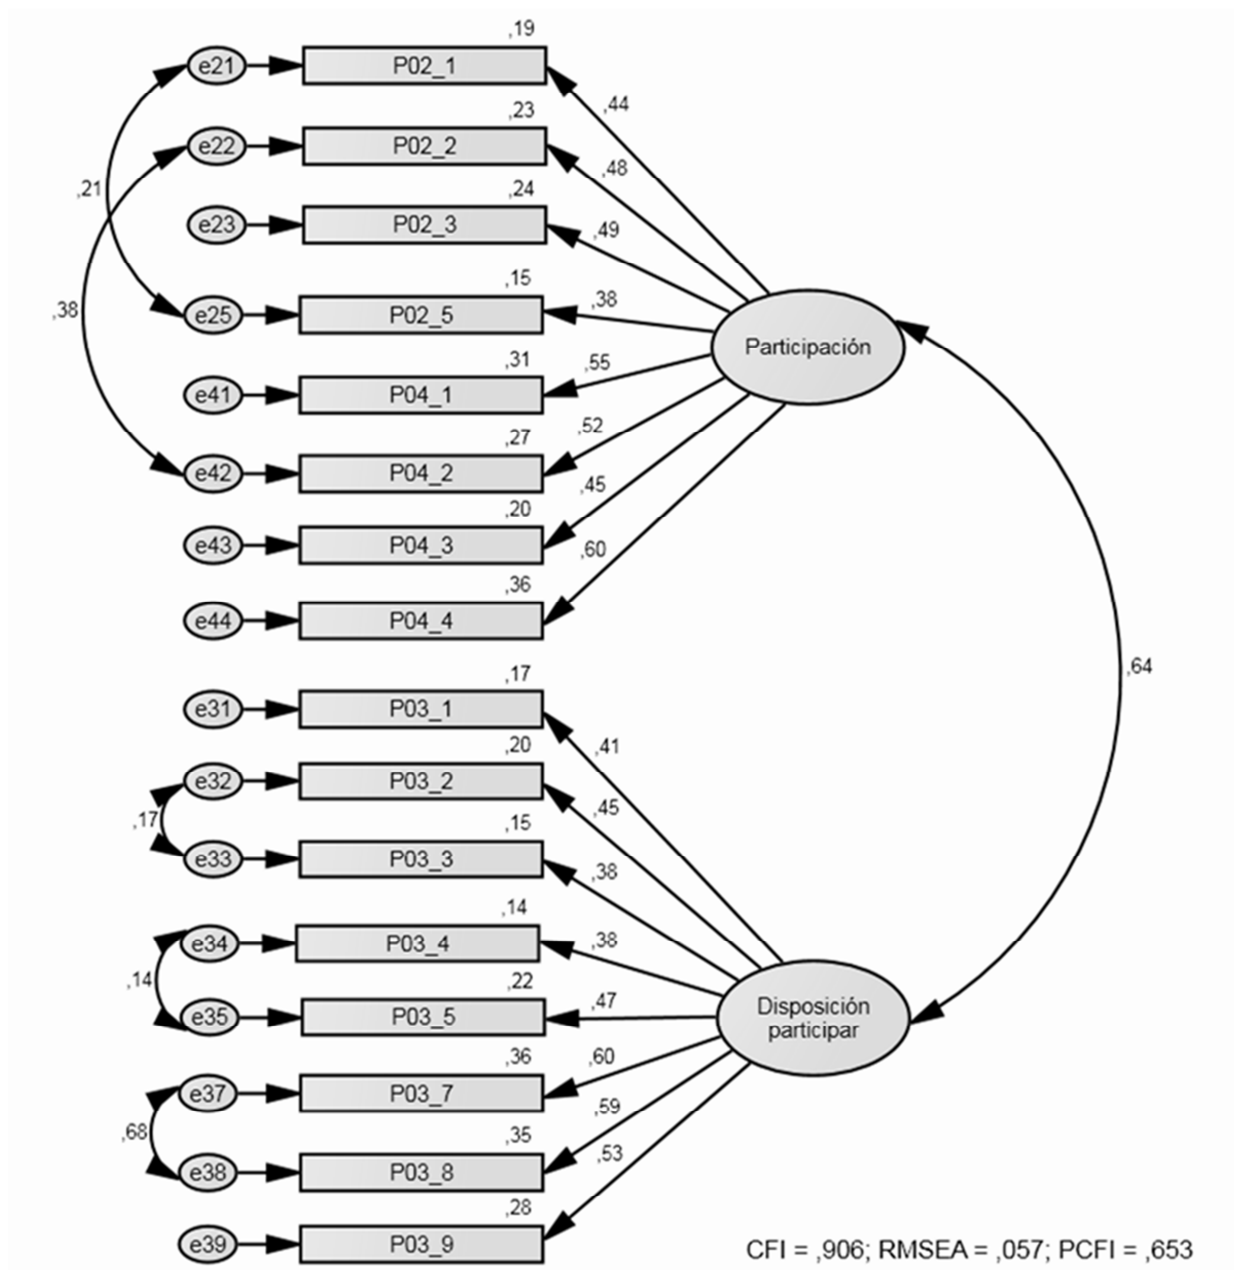 ,19
e21
P02_1
,44
,23
e22
P02_2
,48
,21
,24
e23
P02_3
,49
,15
e25
P02_5
,38
,38
,31
e41
P04_1
,55
Participación
,27
e42
P04_2
,52
,20
e43
P04_3
,45
,36
e44
P04_4
,60
,64
,17
e31
P03_1
,41
,20
e32
P03_2
,45
,17
,15
e33
P03_3
,38
,14
e34
P03_4
,38
,14
,22
e35
P03_5
,47
Disposición
participar
,36
e37
P03_7
,60
,68
,35
e38
P03_8
,59
,28
e39
P03_9
,53
CFI = ,906; RMSEA = ,057; PCFI = ,653